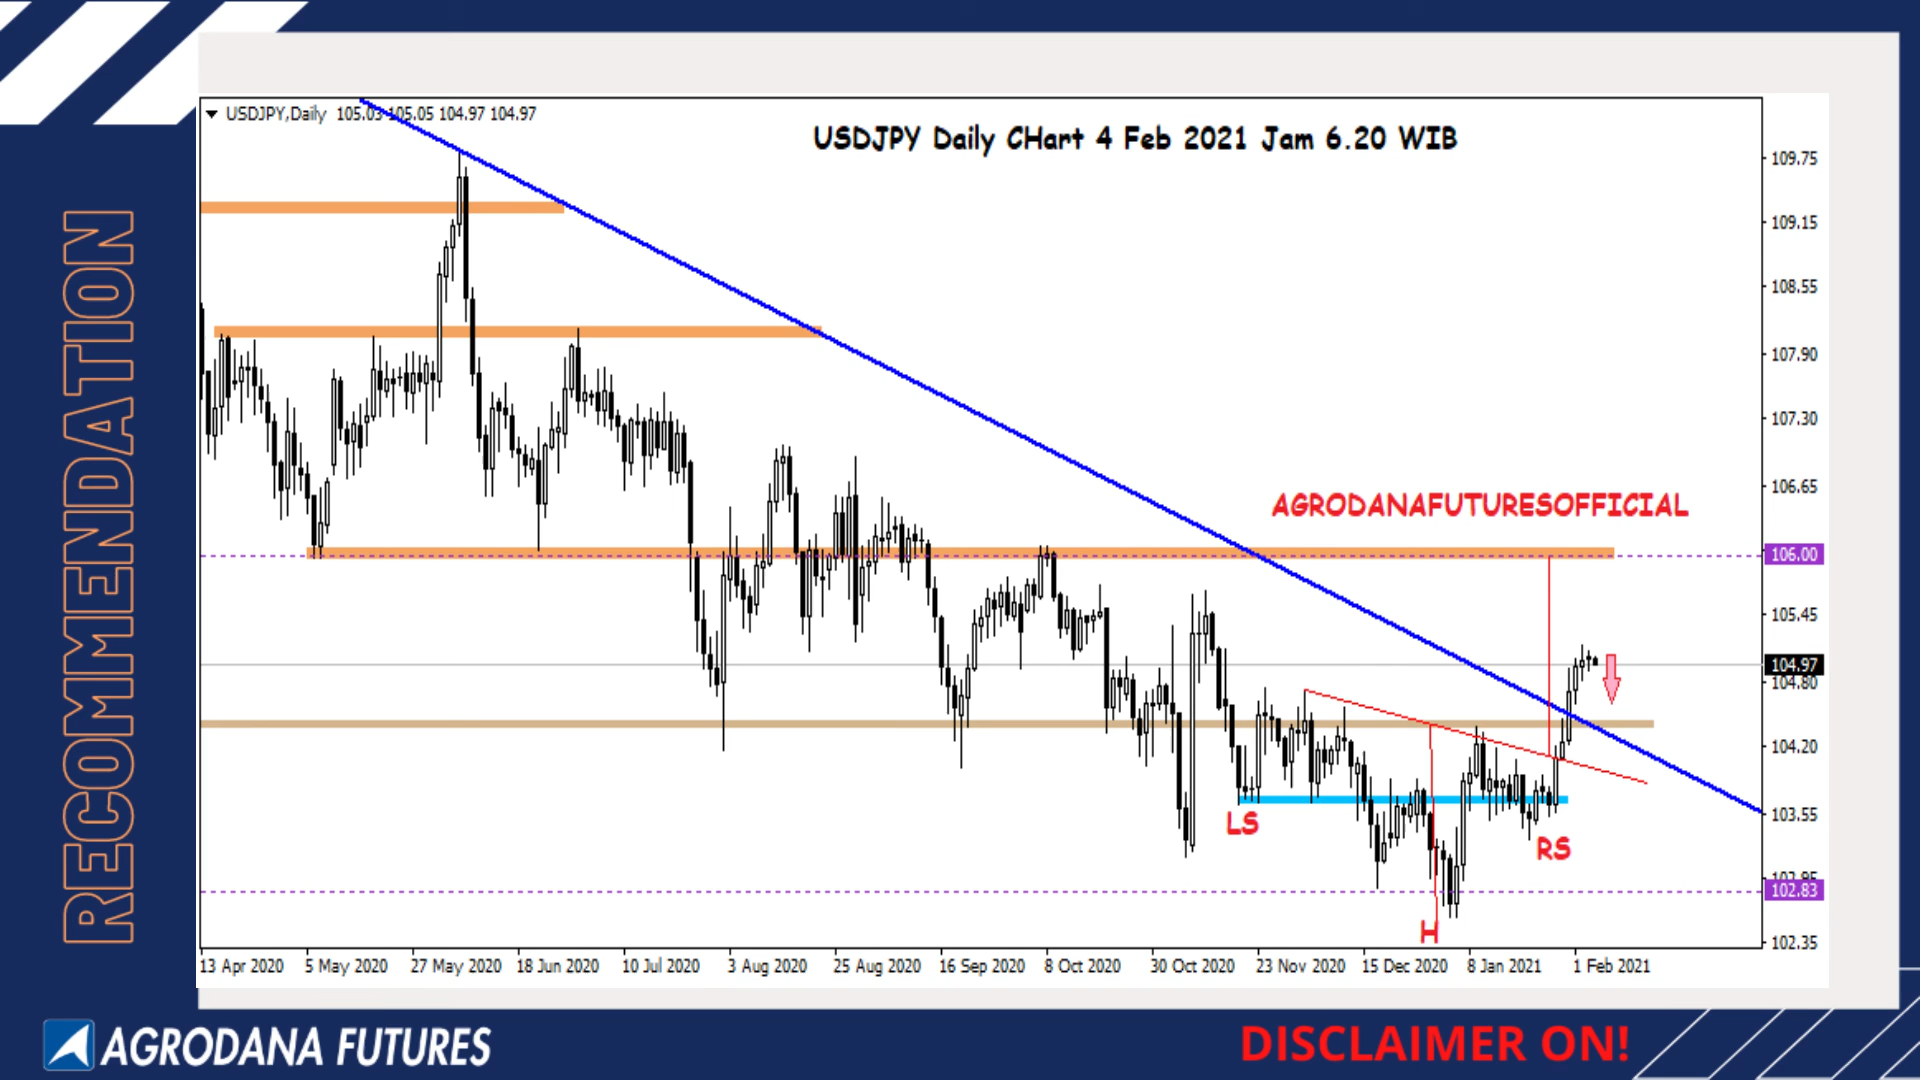 RECOMMENDATION
USDJPY,Daily 105.03 105.05 104.97 104.97
USDJPY Daily CHart 4 Feb 2021 Jam 6.20 WIB
109.75
109.15
108.55
107.90
107.30
106.65
AGRODANAFUTURESOFFICIAL
106.00
105.45
104.97
104.80
104.20
103.55
LS
RS
102.95
102.83
H
102.35
13 Apr 2020 5 May 2020 27 May 2020 18 Jun 2020 10 Jul 2020 3 Aug 2020 25 Aug 2020 16 Sep 2020 8 Oct 2020 30 Oct 2020 23 Nov 2020 15 Dec 2020 8 Jan 2021 1 Feb 2021
AGRODANA FUTURES
DISCLAIMER ON!